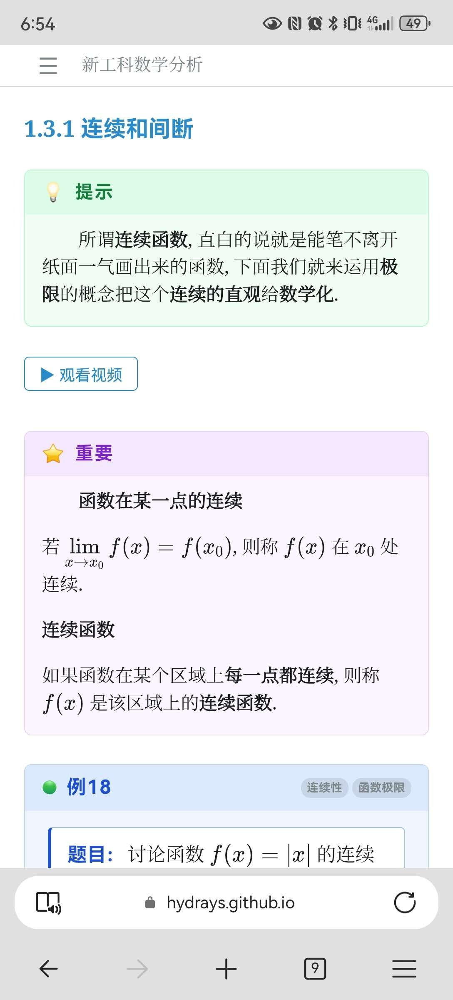 6:54
4G
49
新工科数学分析
1.3.1 连续和间断
提示
所谓连续函数, 直白的说就是能笔不离开
纸面一气画出来的函数, 下面我们就来运用极
限的概念把这个连续的直观给数学化.
▶ 观看视频
重要
函数在某一点的连续
若 lim f(x) = f(x₀), 则称 f(x) 在 x₀ 处
x→x₀
连续.
连续函数
如果函数在某个区域上每一点都连续, 则称
f(x) 是该区域上的连续函数.
例18 连续性 函数极限
题目: 讨论函数 f(x) = |x| 的连续
hydrays.github.io
9